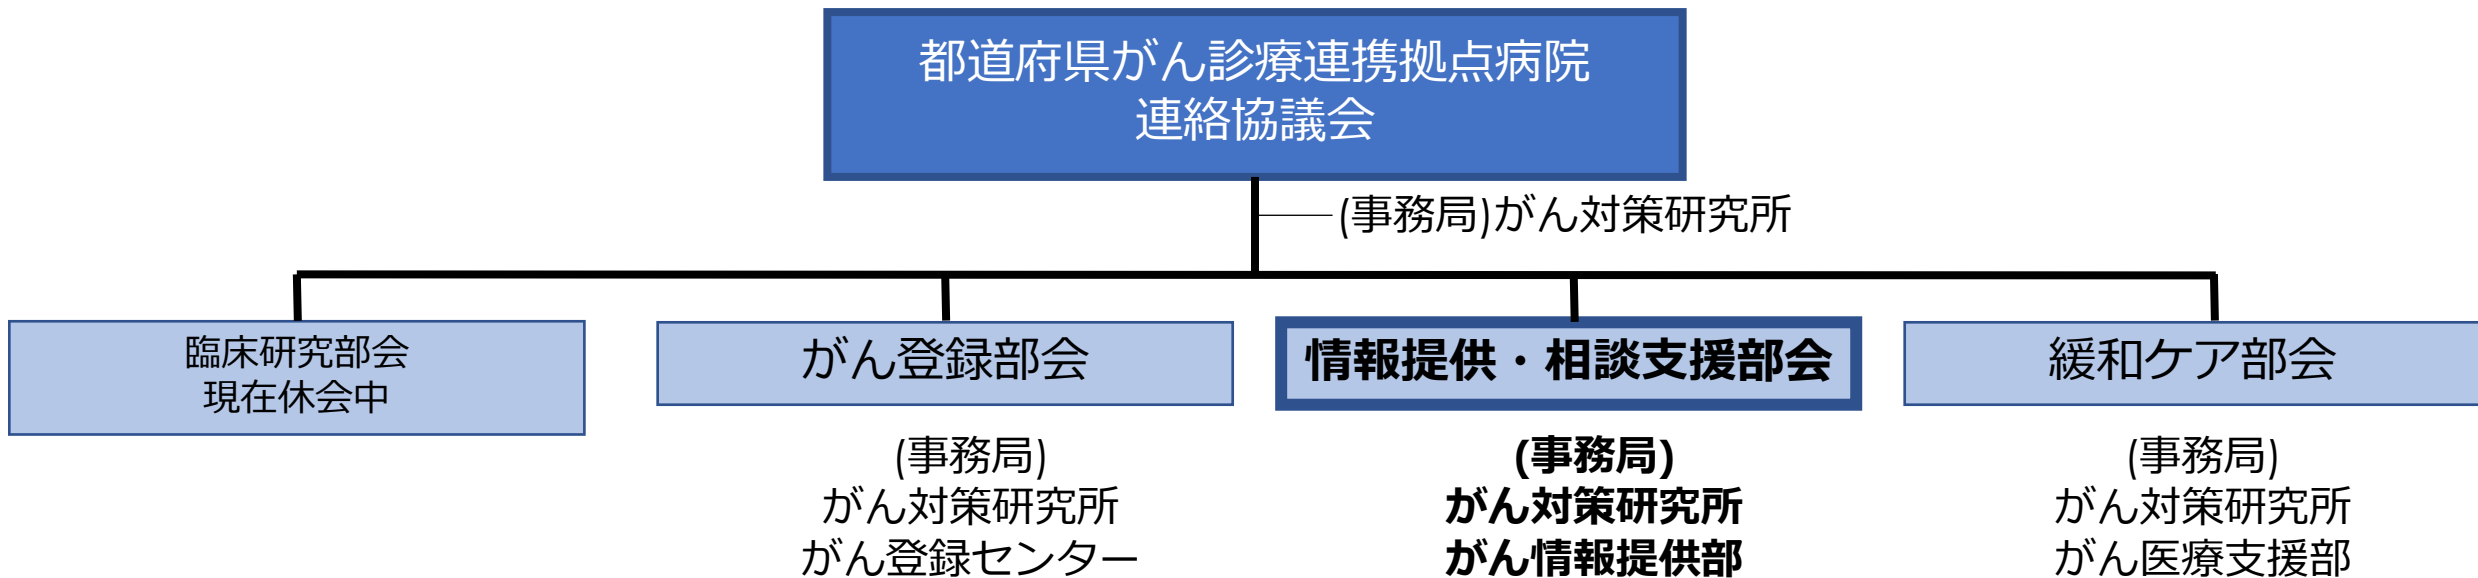 都道府県がん診療連携拠点病院
連絡協議会
(事務局)がん対策研究所
臨床研究部会
現在休会中
がん登録部会
(事務局)
がん対策研究所
がん登録センター
情報提供・相談支援部会
(事務局)
がん対策研究所
がん情報提供部
緩和ケア部会
(事務局)
がん対策研究所
がん医療支援部